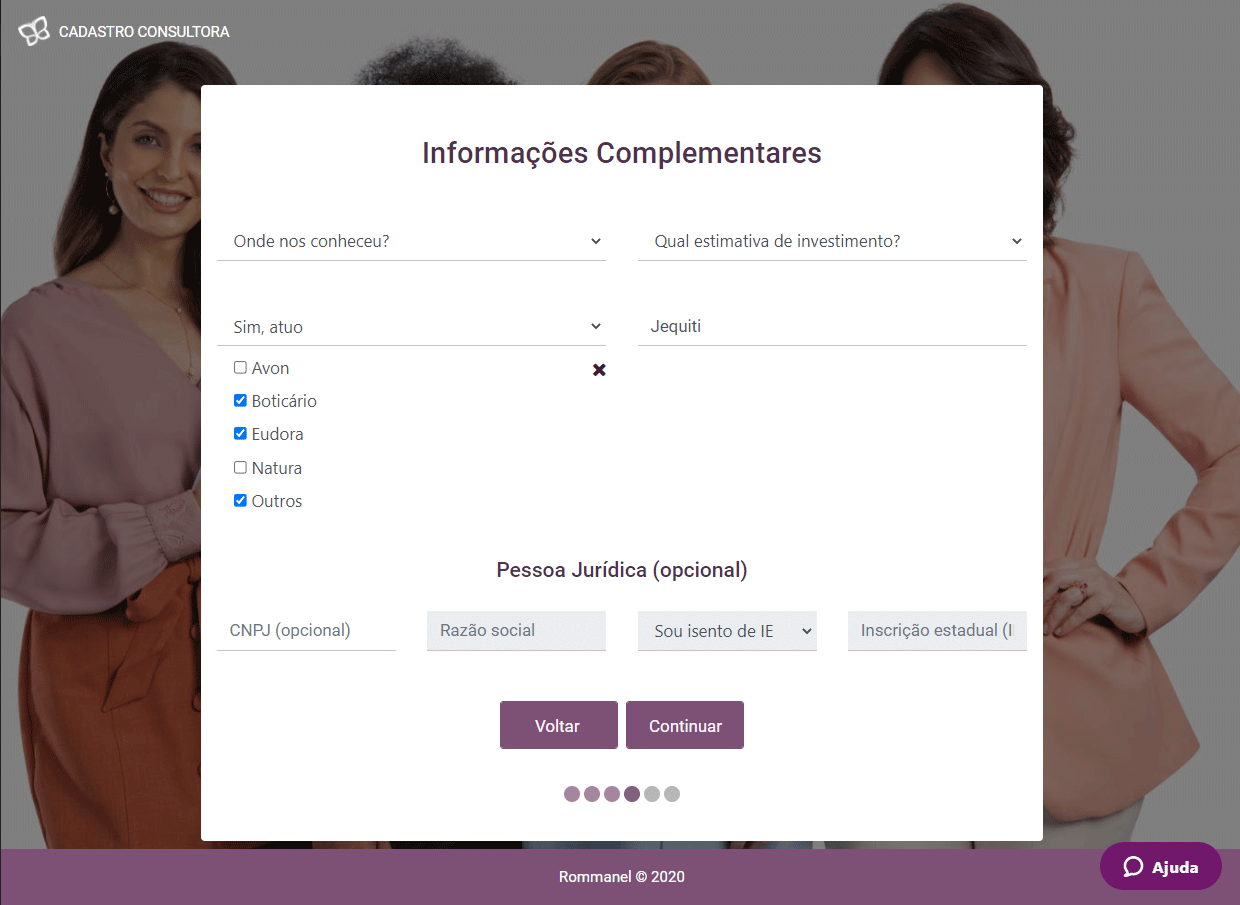 CADASTRO CONSULTORA
Informações Complementares
Onde nos conheceu?
Qual estimativa de investimento?
Sim, atuo
Jequiti
Avon
Boticário
Eudora
Natura
Outros
Pessoa Jurídica (opcional)
CNPJ (opcional)
Razão social
Sou isento de IE
Inscrição estadual (I
Voltar
Continuar
Rommanel © 2020
Ajuda